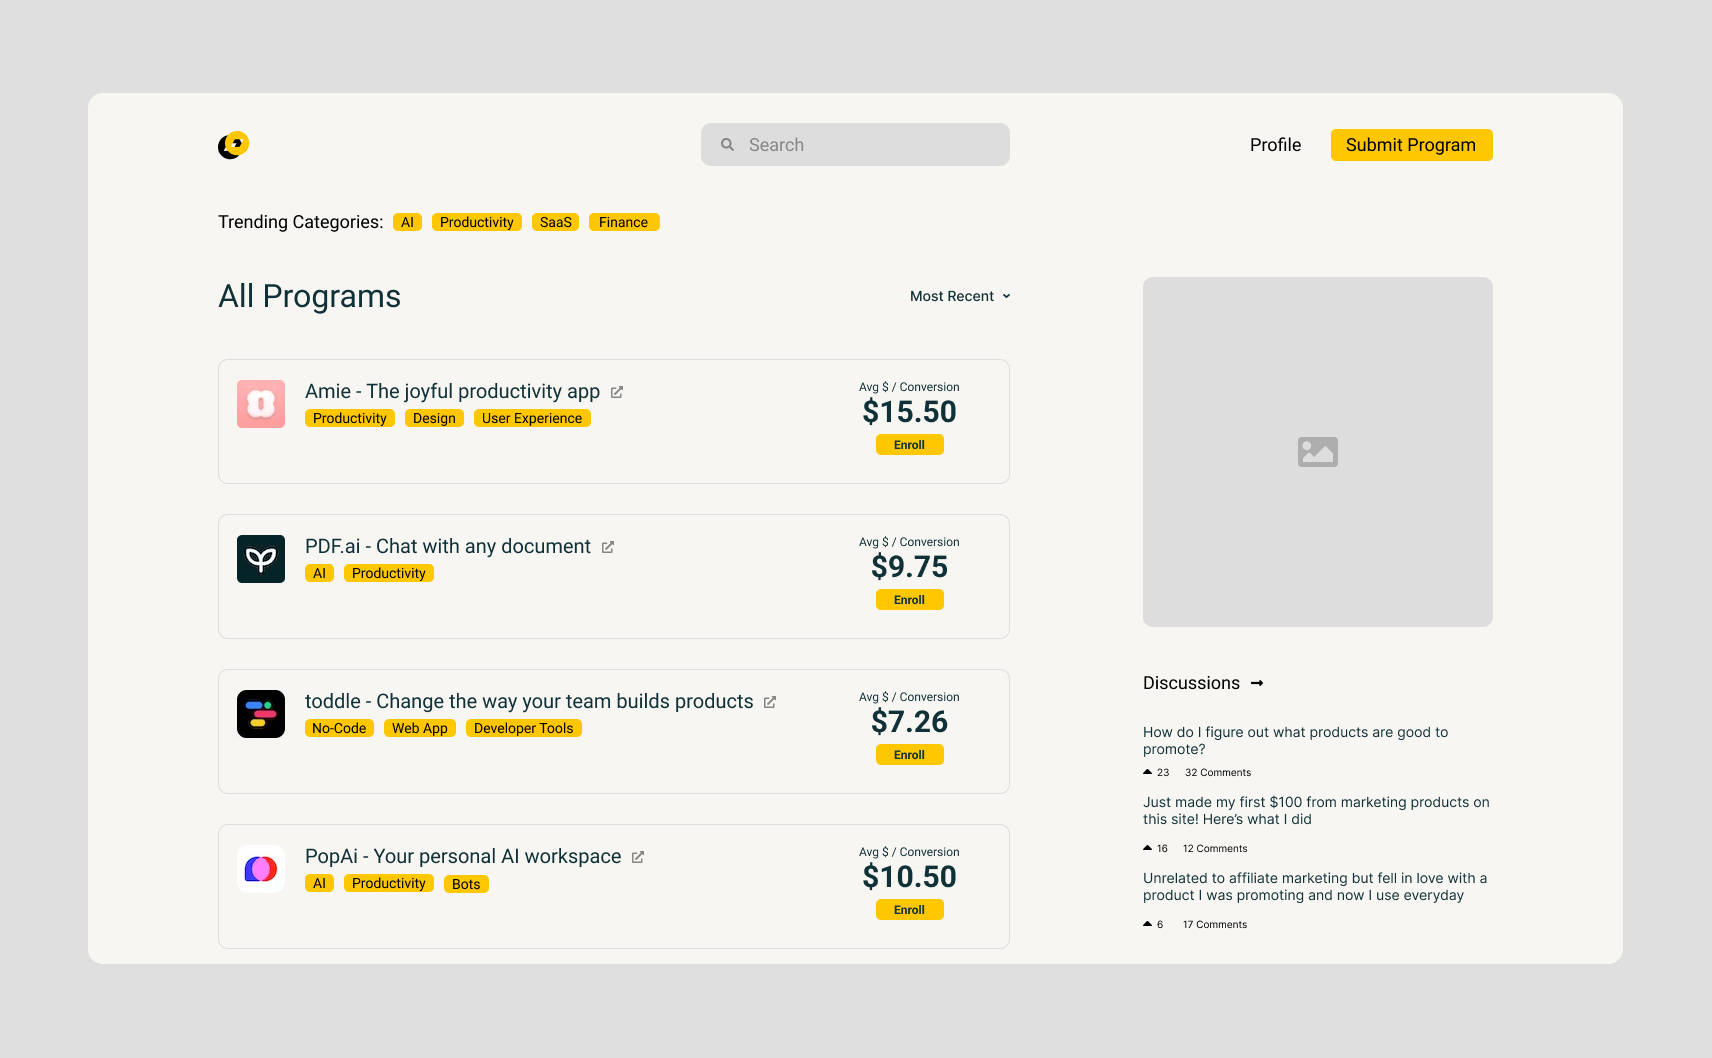 Search
Profile
Submit Program
Trending Categories: AI Productivity SaaS Finance
All Programs
Most Recent
Amie - The joyful productivity app
Productivity Design User Experience
Avg $ / Conversion
$15.50
Enroll
PDF.ai - Chat with any document
AI Productivity
Avg $ / Conversion
$9.75
Enroll
toddle - Change the way your team builds products
No-Code Web App Developer Tools
Avg $ / Conversion
$7.26
Enroll
PopAi - Your personal AI workspace
AI Productivity Bots
Avg $ / Conversion
$10.50
Enroll
Discussions
How do I figure out what products are good to
promote?
23 32 Comments
Just made my first $100 from marketing products on
this site! Here’s what I did
16 12 Comments
Unrelated to affiliate marketing but fell in love with a
product I was promoting and now I use everyday
6 17 Comments